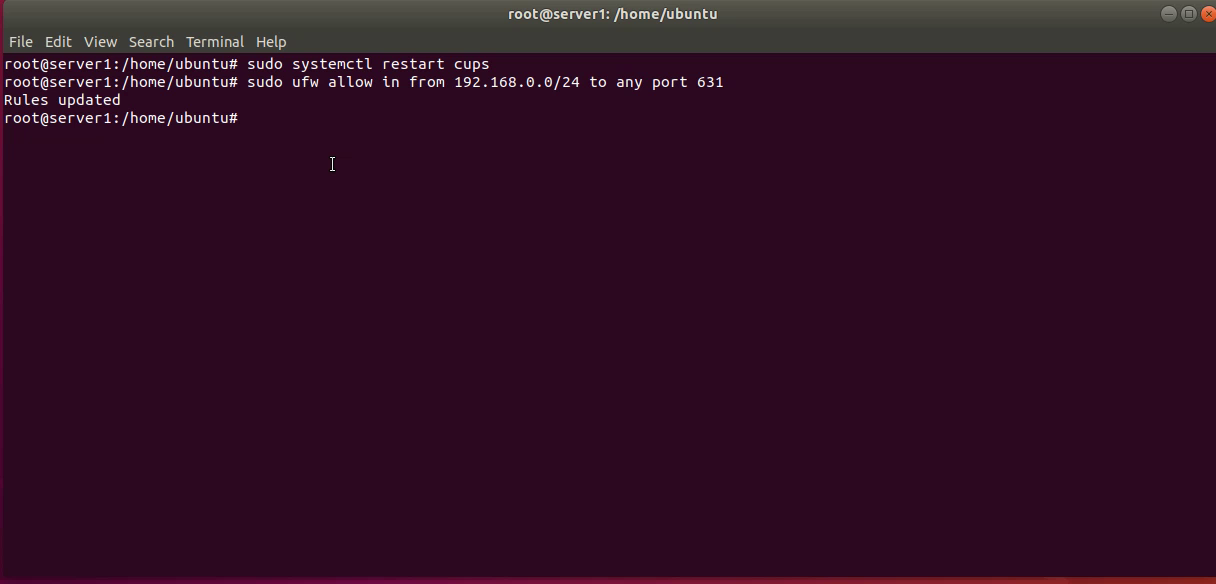 root@server1: /home/ubuntu
File Edit View Search Terminal Help
root@server1:/home/ubuntu# sudo systemctl restart cups
root@server1:/home/ubuntu# sudo ufw allow in from 192.168.0.0/24 to any port 631
Rules updated
root@server1:/home/ubuntu#